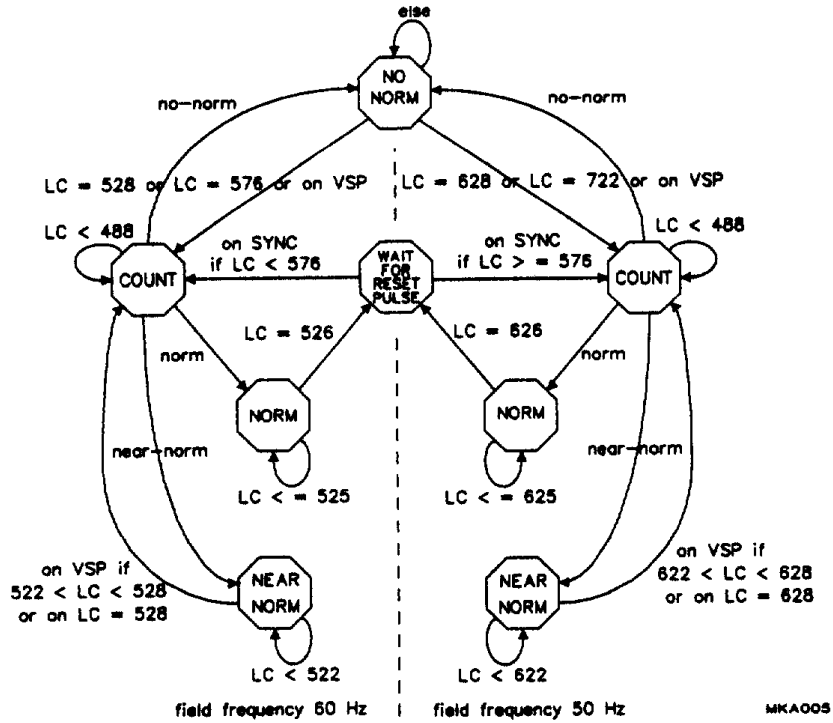 else
NO
NORM
no-norm
no-norm
LC = 528 or LC = 576 or on VSP
LC = 628 or LC = 722 or on VSP
LC < 488
LC < 488
on SYNC
if LC < 576
WAIT
FOR
RESET
PULSE
on SYNC
if LC > = 576
COUNT
COUNT
LC = 526
LC = 626
norm
norm
NORM
NORM
near-norm
near-norm
LC < = 525
LC < = 625
on VSP if
522 < LC < 528
or on LC = 528
NEAR
NORM
NEAR
NORM
on VSP if
622 < LC < 628
or on LC = 628
LC < 522
LC < 622
field frequency 60 Hz
field frequency 50 Hz
MKA005